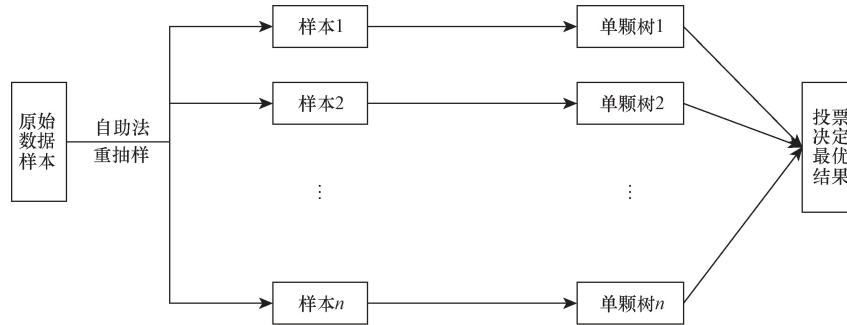 样本1
单颗树1
样本2
单颗树2
原始
数据
样本
自助法
重抽样
投票
决定
最优
结果
⋮
⋮
样本n
单颗树n